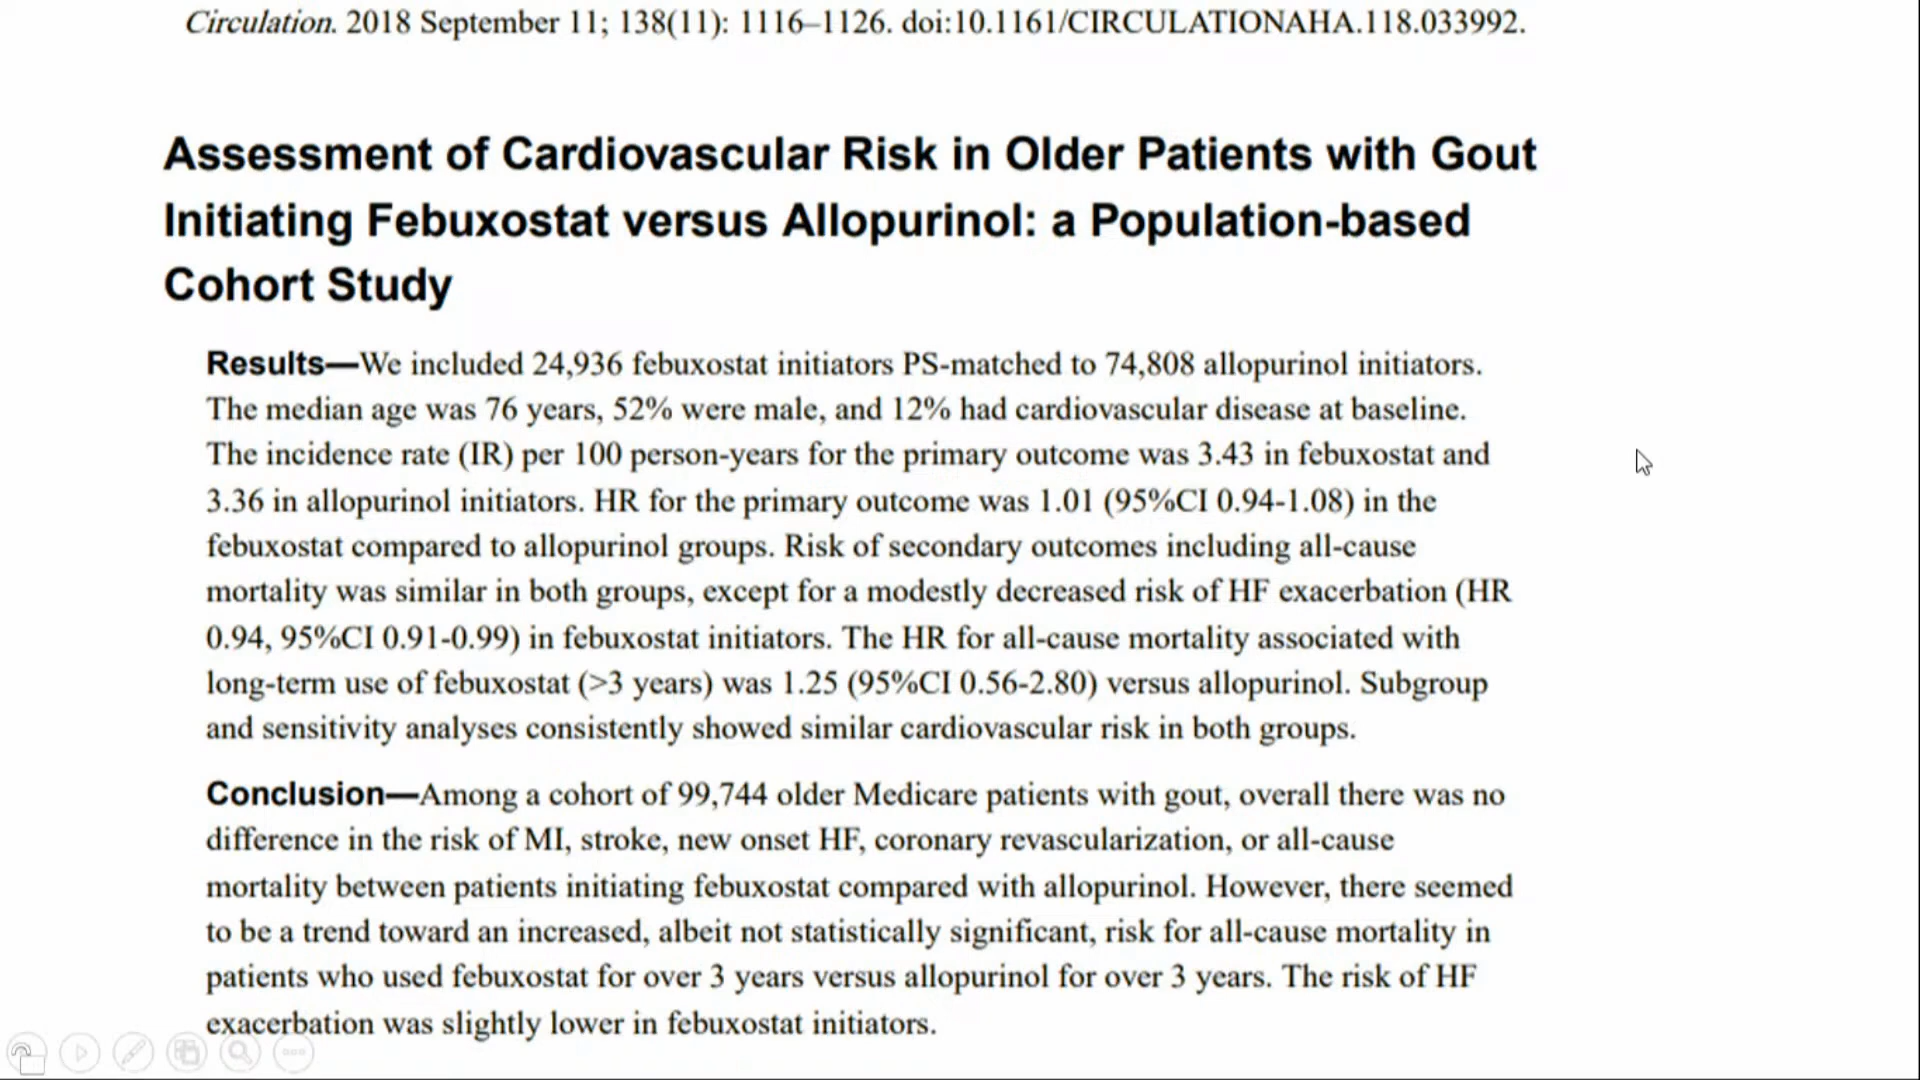 Circulation. 2018 September 11; 138(11): 1116–1126. doi:10.1161/CIRCULATIONAHA.118.033992.
Assessment of Cardiovascular Risk in Older Patients with Gout
Initiating Febuxostat versus Allopurinol: a Population-based
Cohort Study
Results—We included 24,936 febuxostat initiators PS-matched to 74,808 allopurinol initiators.
The median age was 76 years, 52% were male, and 12% had cardiovascular disease at baseline.
The incidence rate (IR) per 100 person-years for the primary outcome was 3.43 in febuxostat and
3.36 in allopurinol initiators. HR for the primary outcome was 1.01 (95%CI 0.94-1.08) in the
febuxostat compared to allopurinol groups. Risk of secondary outcomes including all-cause
mortality was similar in both groups, except for a modestly decreased risk of HF exacerbation (HR
0.94, 95%CI 0.91-0.99) in febuxostat initiators. The HR for all-cause mortality associated with
long-term use of febuxostat (>3 years) was 1.25 (95%CI 0.56-2.80) versus allopurinol. Subgroup
and sensitivity analyses consistently showed similar cardiovascular risk in both groups.
Conclusion—Among a cohort of 99,744 older Medicare patients with gout, overall there was no
difference in the risk of MI, stroke, new onset HF, coronary revascularization, or all-cause
mortality between patients initiating febuxostat compared with allopurinol. However, there seemed
to be a trend toward an increased, albeit not statistically significant, risk for all-cause mortality in
patients who used febuxostat for over 3 years versus allopurinol for over 3 years. The risk of HF
exacerbation was slightly lower in febuxostat initiators.